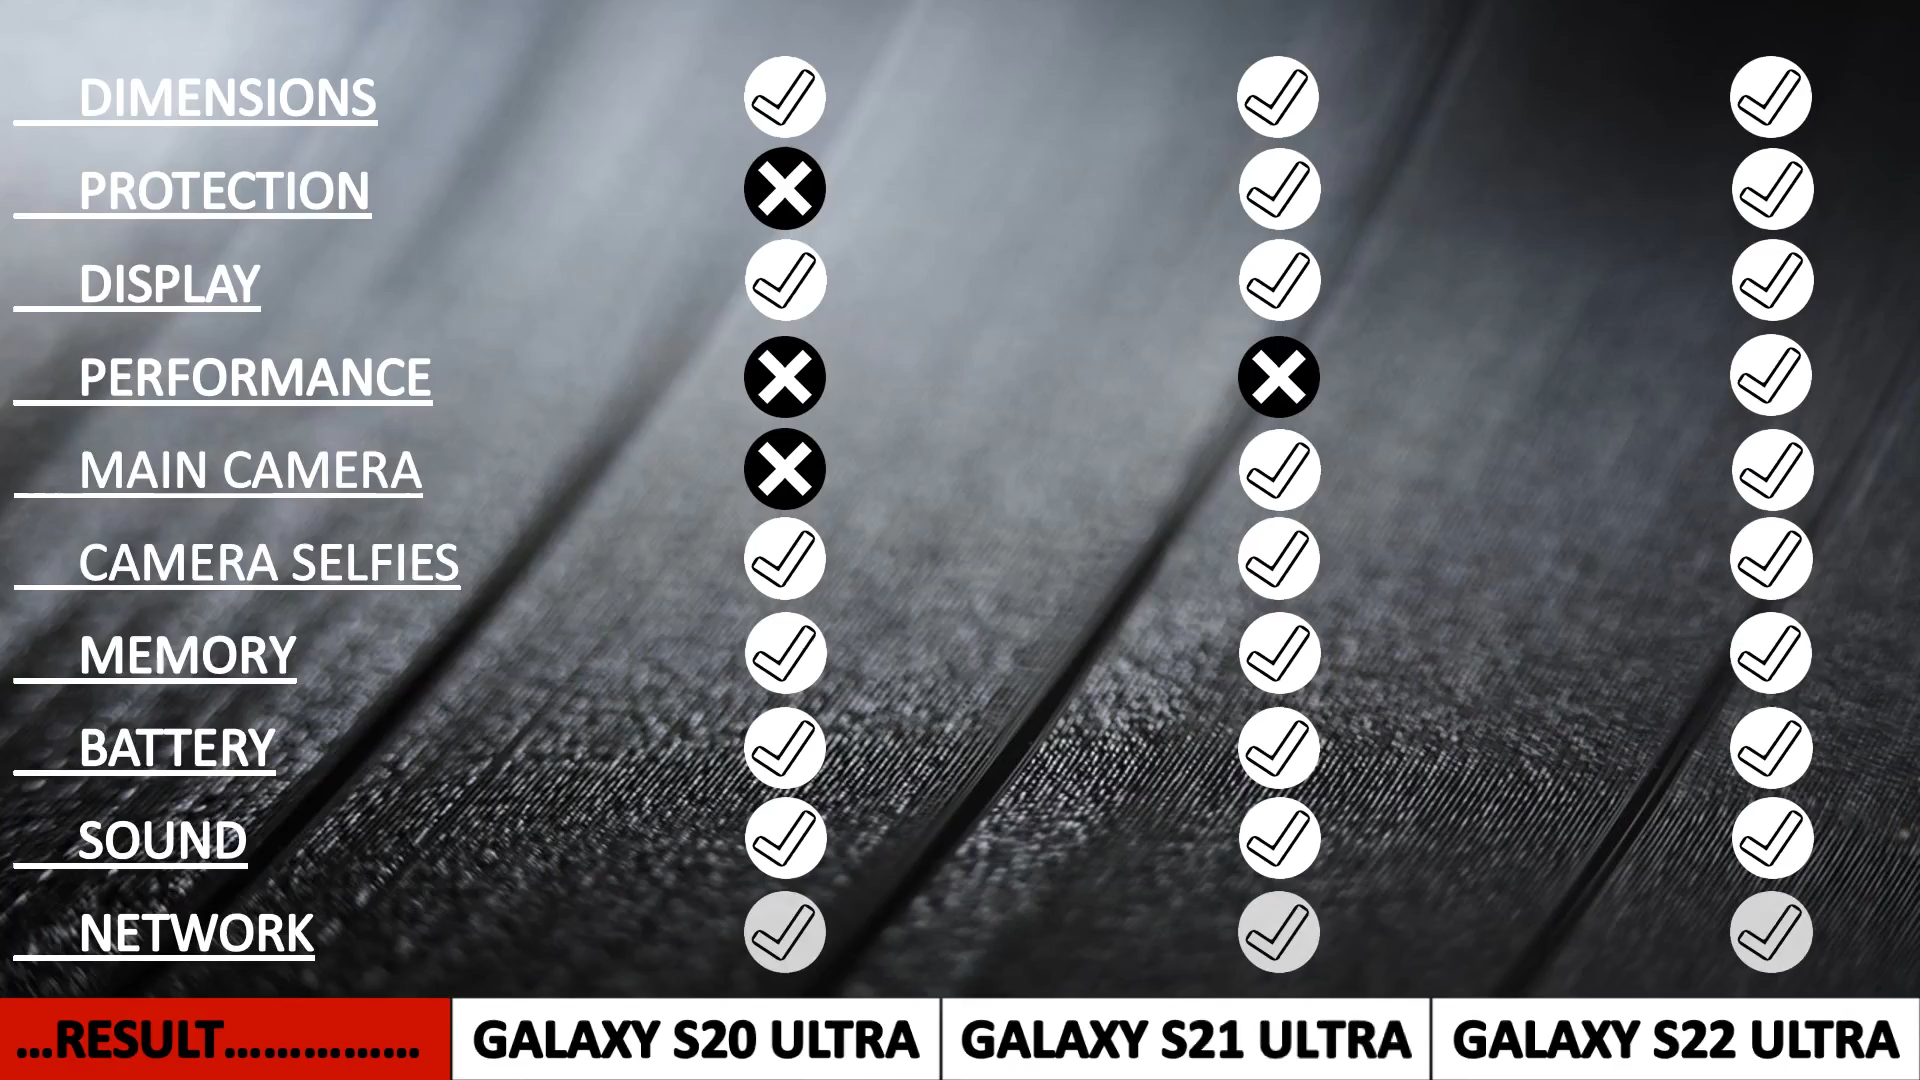 DIMENSIONS
PROTECTION
DISPLAY
PERFORMANCE
MAIN CAMERA
CAMERA SELFIES
MEMORY
BATTERY
SOUND
NETWORK
...RESULT............... GALAXY S20 ULTRA GALAXY S21 ULTRA GALAXY S22 ULTRA